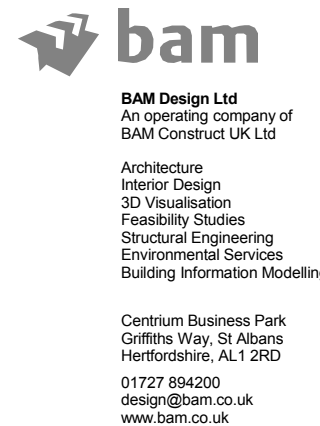 bam
BAM Design Ltd
An operating company of
BAM Construct UK Ltd
Architecture
Interior Design
3D Visualisation
Feasibility Studies
Structural Engineering
Environmental Services
Building Information Modelling
Centrium Business Park
Griffiths Way, St Albans
Hertfordshire, AL1 2RD
01727 894200
design@bam.co.uk
www.bam.co.uk